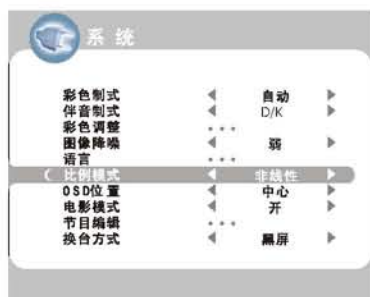 系统
彩色制式 自动
伴音制式 D/K
彩色调整 ...
图像降噪 弱
语言 ...
比例模式 非线性
OSD位置 中心
电影模式 开
节目编辑 ...
换台方式 黑屏